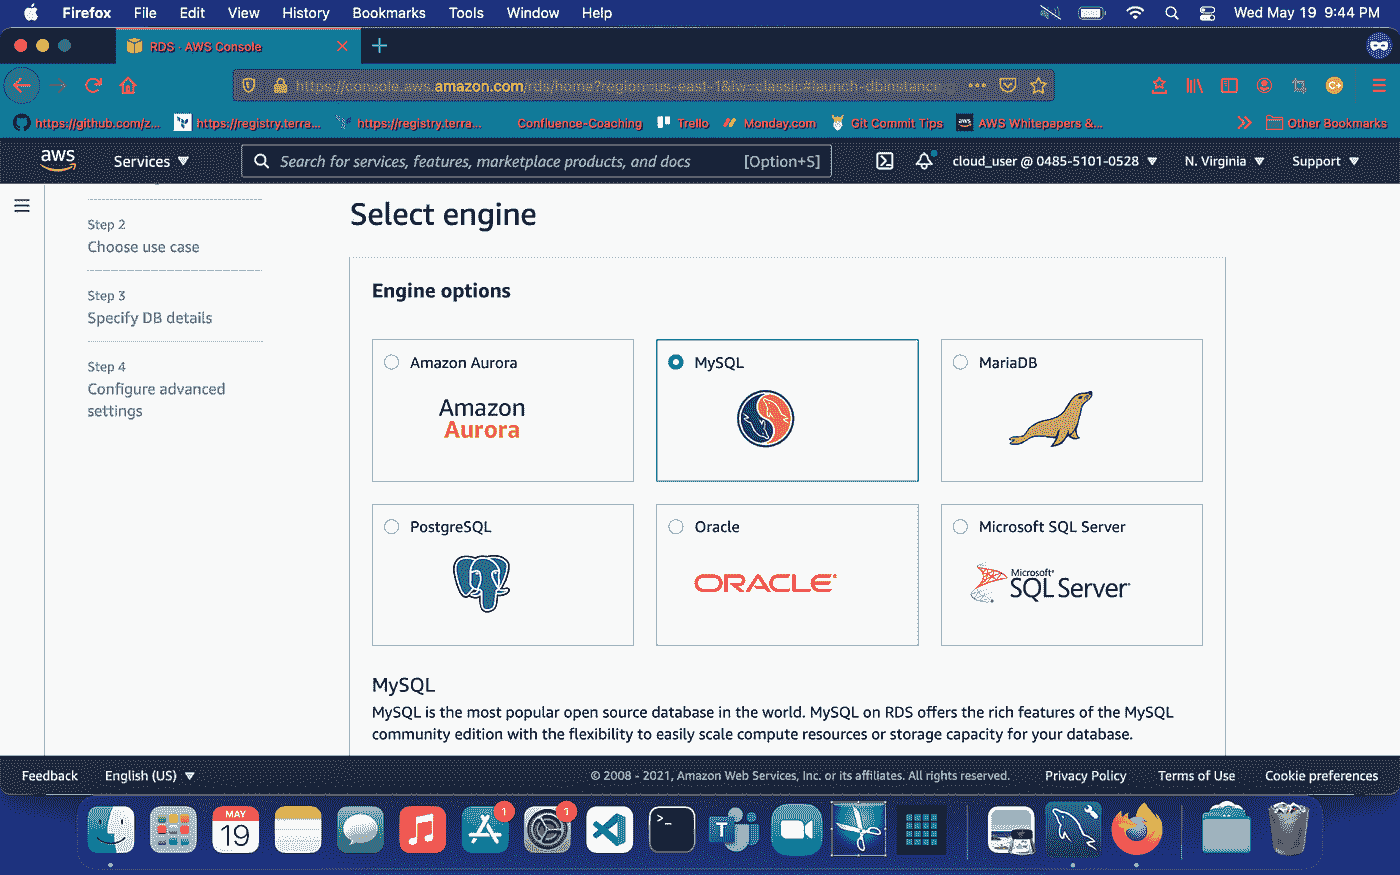 Firefox File Edit View History Bookmarks Tools Window Help Wed May 19 9:44 PM
RDS · AWS Console
https://console.aws.amazon.com/rds/home?region=us-east-1&iw=classic#launch-dbinstance:
https://github.com/z... https://registry.terra... https://registry.terra... Confluence-Coaching Trello Monday.com Git Commit Tips AWS Whitepapers &... Other Bookmarks
aws Services Search for services, features, marketplace products, and docs [Option+S] cloud_user @ 0485-5101-0528 N. Virginia Support
Step 2
Choose use case
Step 3
Specify DB details
Step 4
Configure advanced
settings
Select engine
Engine options
Amazon Aurora
Amazon
Aurora
MySQL
MariaDB
PostgreSQL
Oracle
ORACLE
Microsoft SQL Server
Microsoft
SQL Server
MySQL
MySQL is the most popular open source database in the world. MySQL on RDS offers the rich features of the MySQL
community edition with the flexibility to easily scale compute resources or storage capacity for your database.
Feedback English (US) © 2008 - 2021, Amazon Web Services, Inc. or its affiliates. All rights reserved. Privacy Policy Terms of Use Cookie preferences
MAY
19
1
1